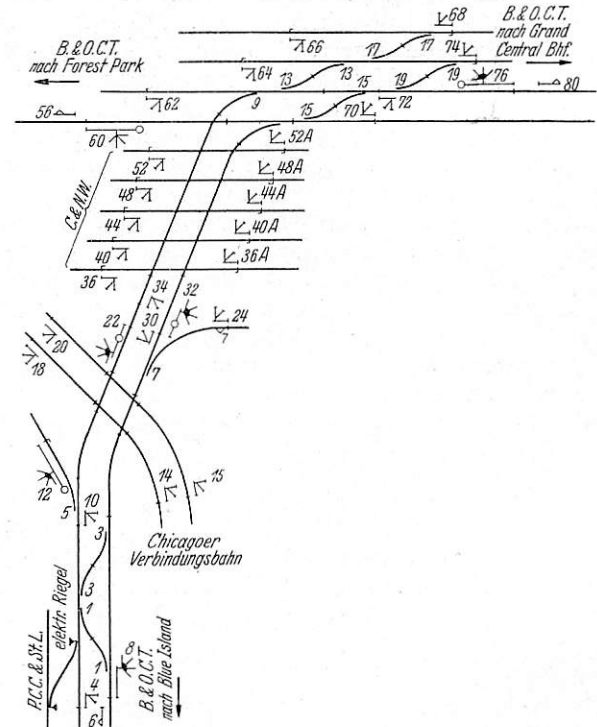 68
B.&O.C.T.
nach Grand
Central Bhf.
B.&O.C.T.
nach Forest Park
66
17
17
74
64
13
13
15
19
19
76
80
62
9
15
70
72
56
60
52A
52
48A
48
44A
44
40A
40
36A
36
C.&N.W.
34
32
22
30
24
7
7
20
18
12
5
10
14
15
3
3
Chicagoer
Verbindungsbahn
1
1
elektr. Riegel
P.C.C.&St.L.
8
4
6
B.&O.C.T.
nach Blue Island